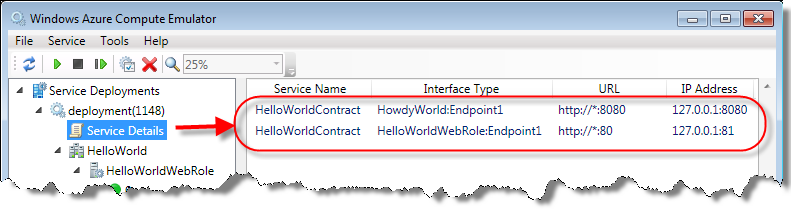 Windows Azure Compute Emulator
File Service Tools Help
25%
Service Deployments
deployment(1148)
Service Details
HelloWorld
HelloWorldWebRole
Service Name Interface Type URL IP Address
HelloWorldContract HowdyWorld:Endpoint1 http://*:8080 127.0.0.1:8080
HelloWorldContract HelloWorldWebRole:Endpoint1 http://*:80 127.0.0.1:81